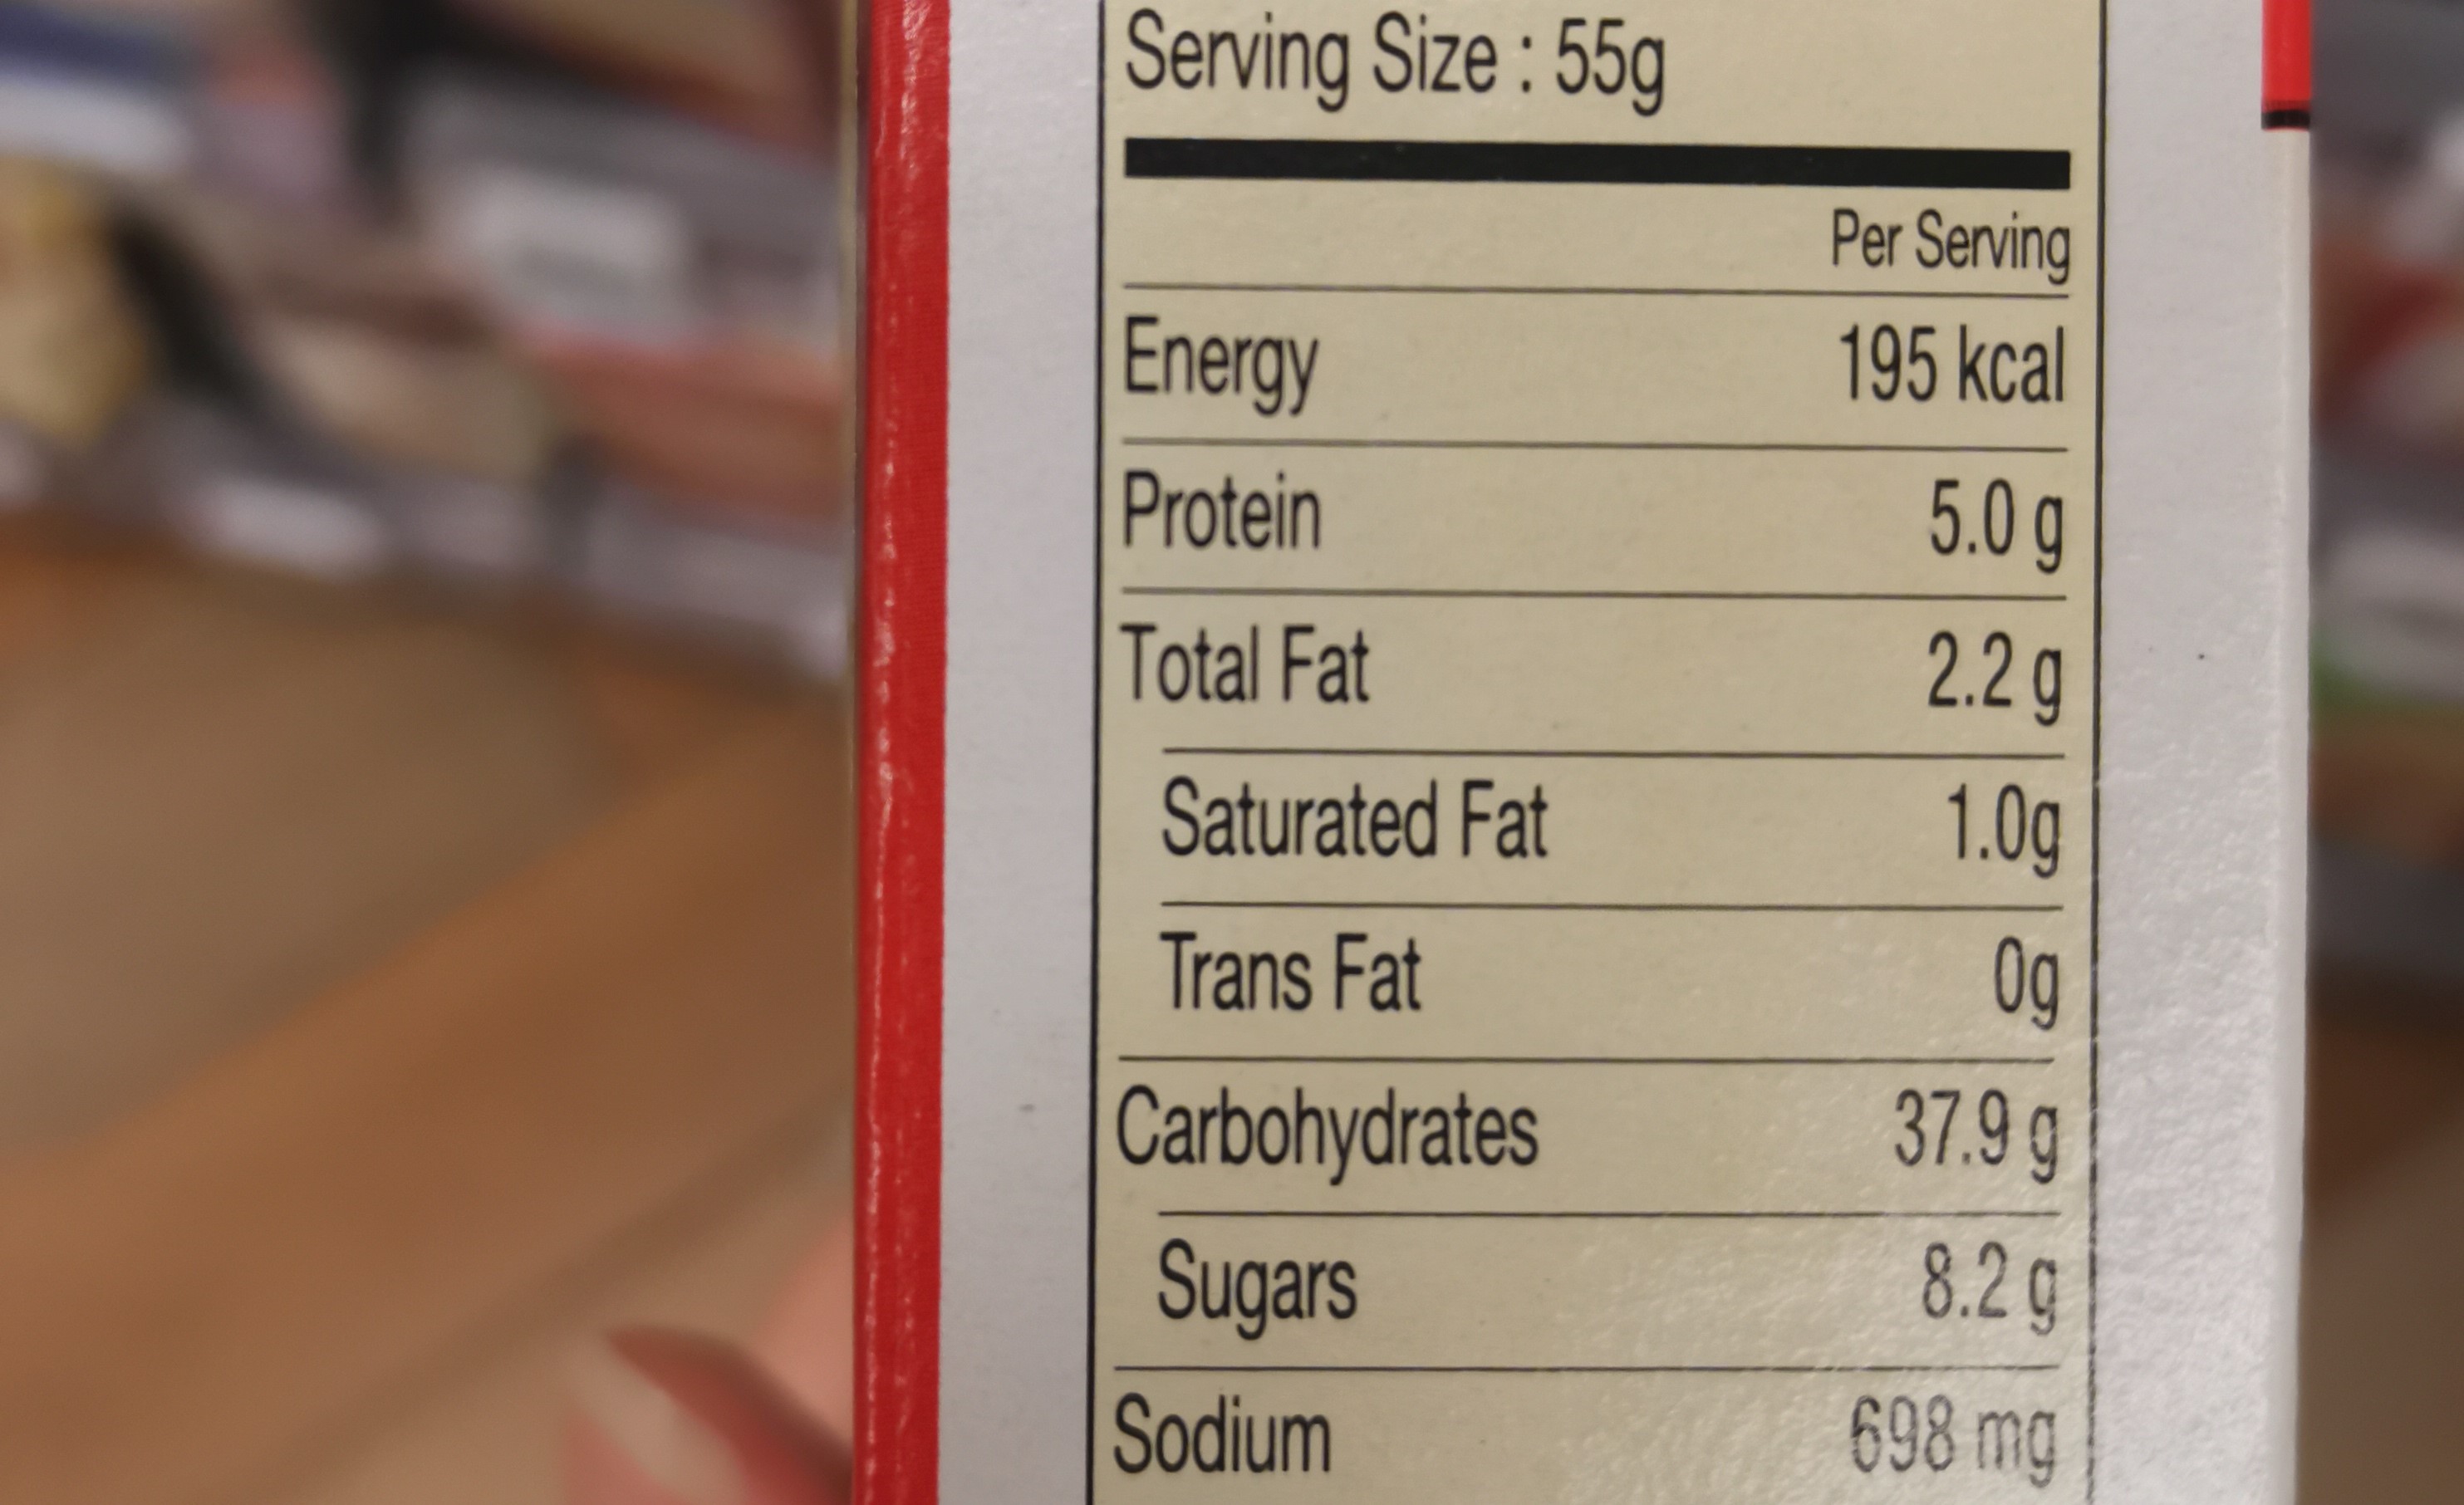 Serving Size : 55g
Per Serving
Energy 195 kcal
Protein 5.0 g
Total Fat 2.2 g
Saturated Fat 1.0g
Trans Fat 0g
Carbohydrates 37.9 g
Sugars 8.2 g
Sodium 698 mg